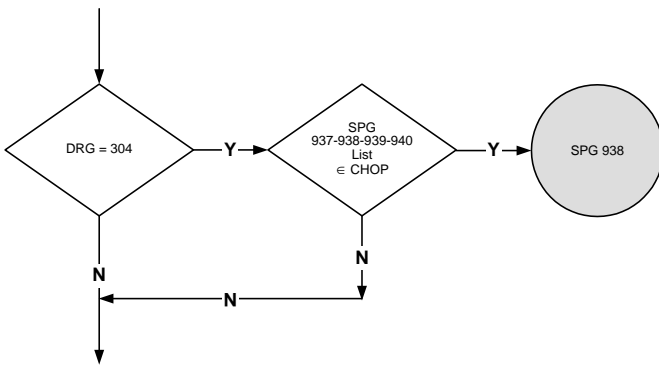 DRG = 304
Y
SPG
937-938-939-940
List
∈ CHOP
Y
SPG 938
N
N
N